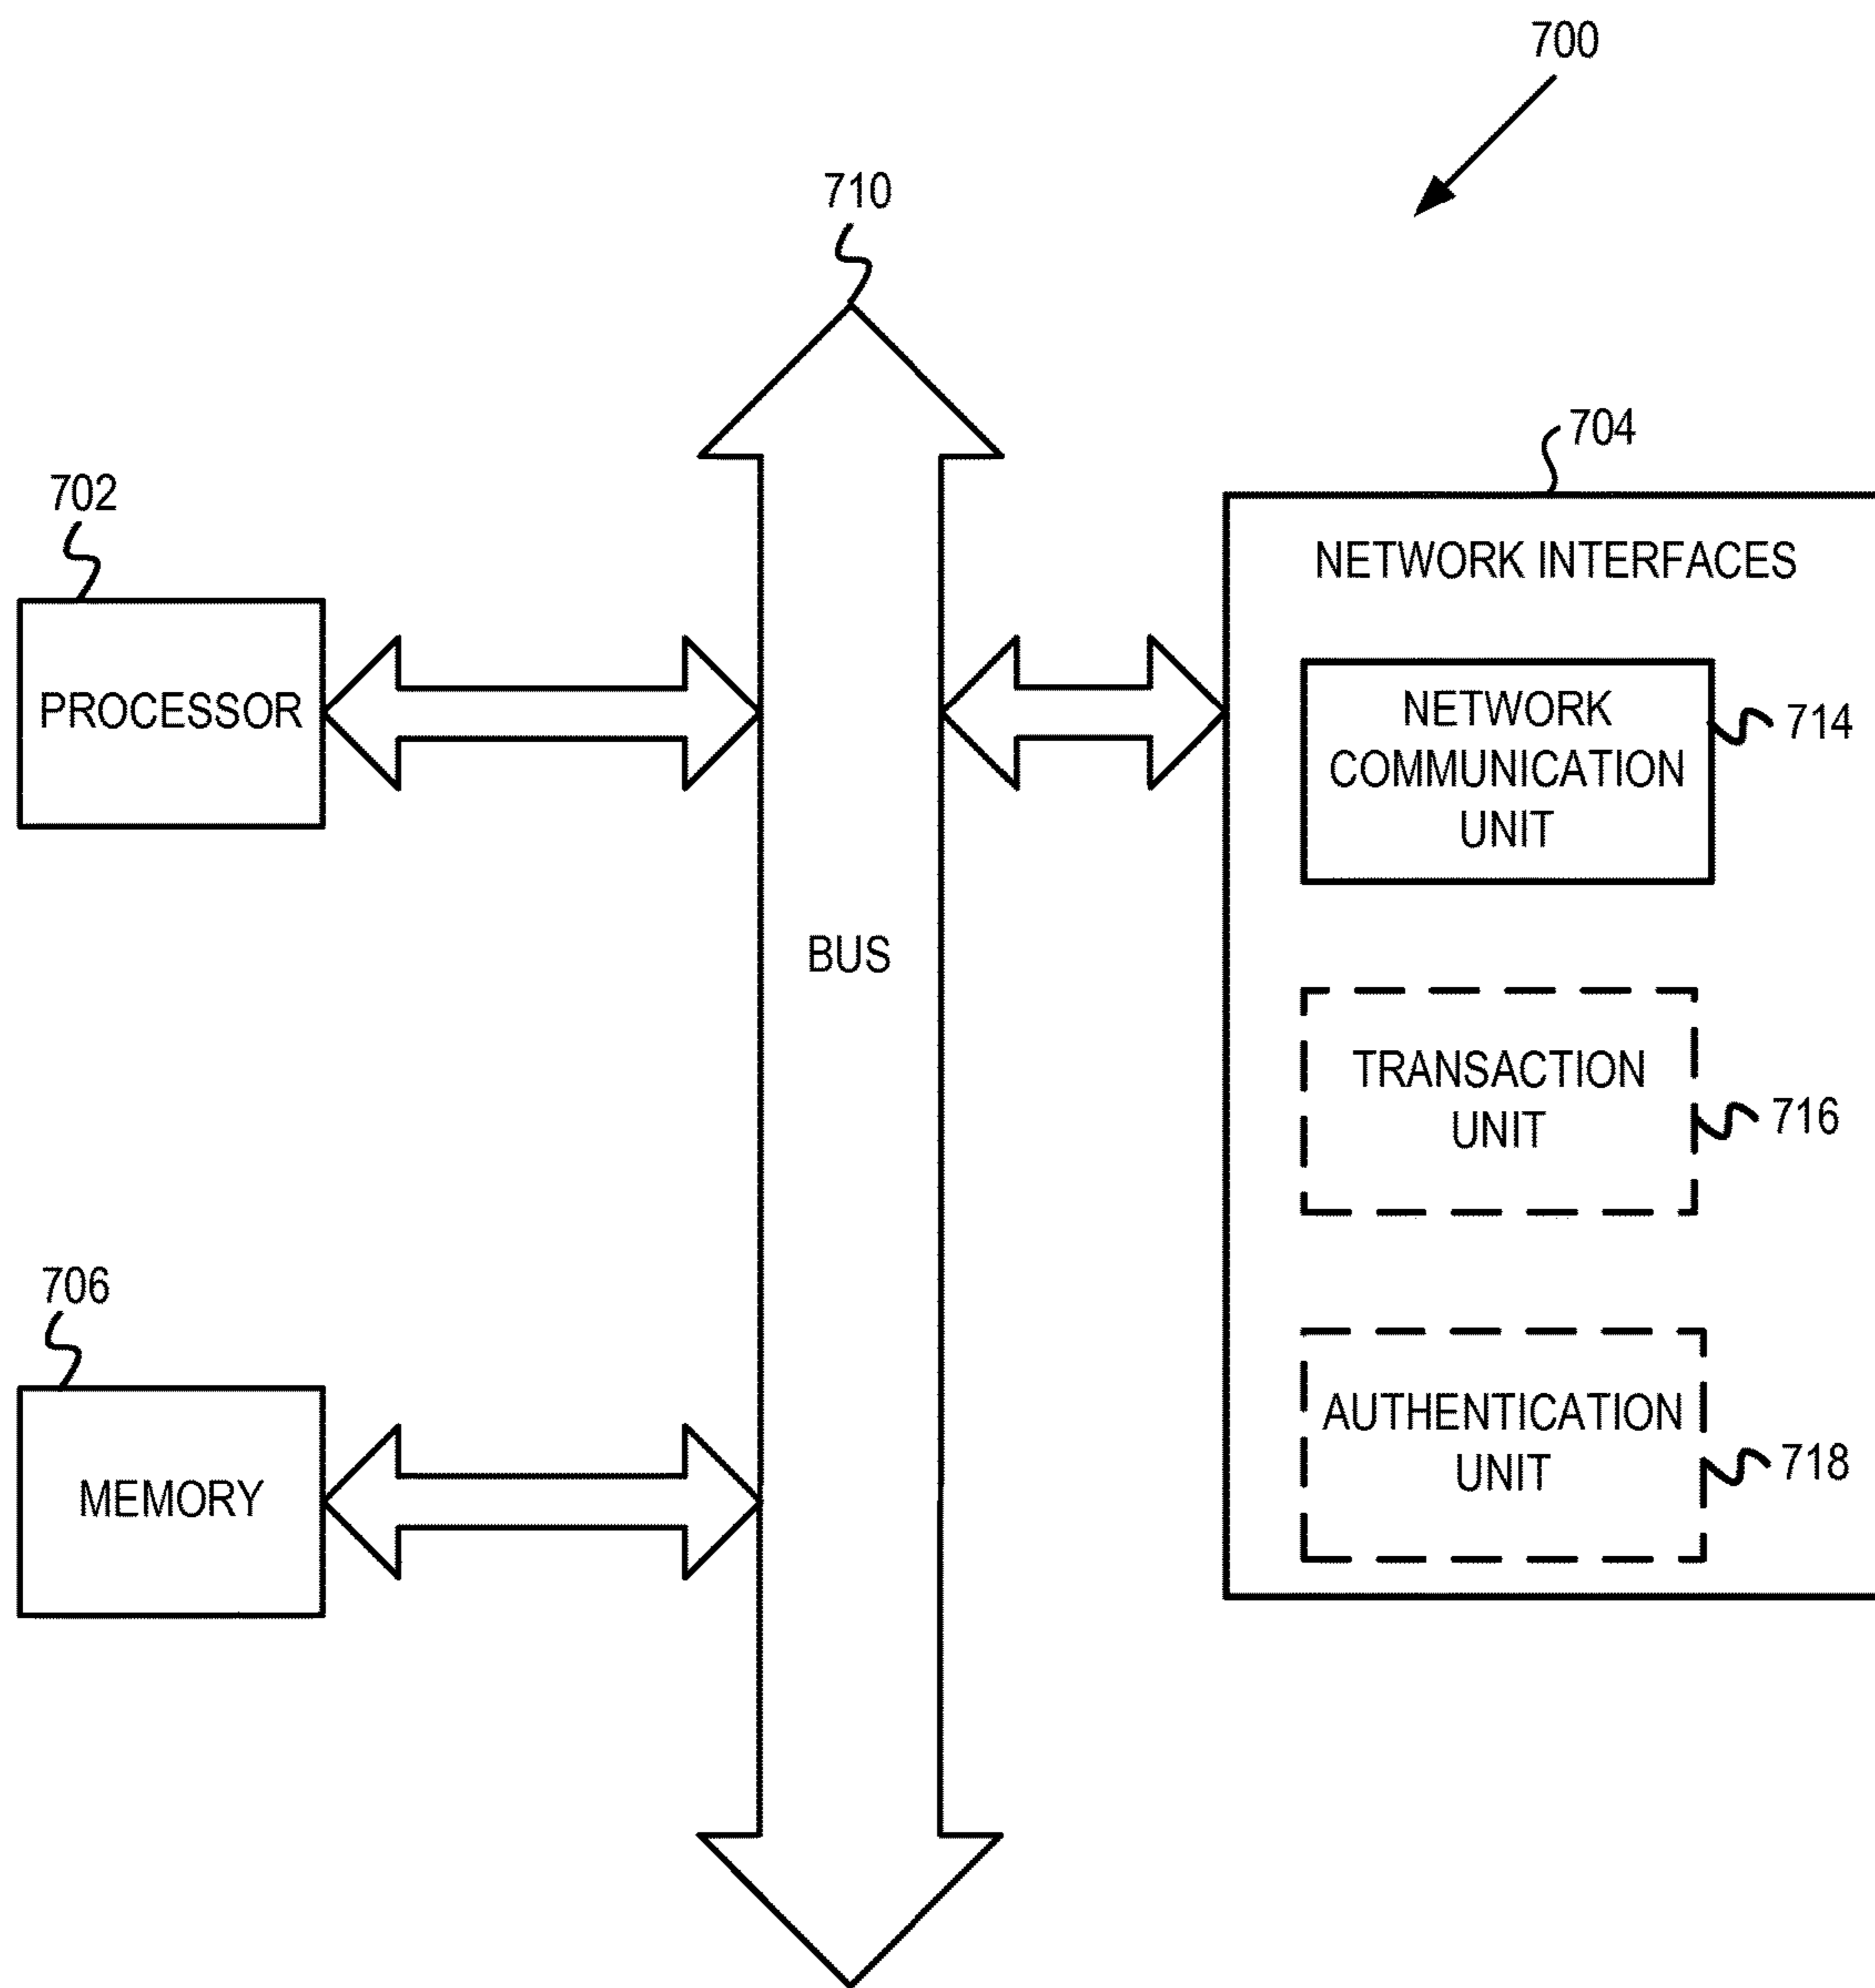 700
710
704
702
NETWORK INTERFACES
PROCESSOR
NETWORK
COMMUNICATION
UNIT
714
BUS
TRANSACTION
UNIT
716
706
MEMORY
AUTHENTICATION
UNIT
718